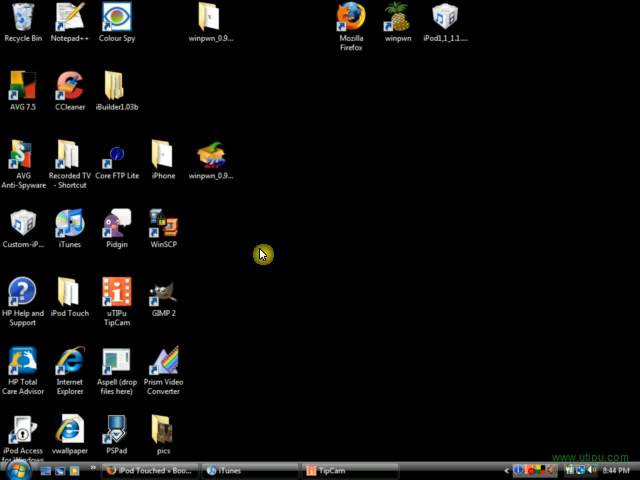 Recycle Bin
Notepad++
Colour Spy
winpwn_0.9...
Mozilla
Firefox
winpwn
iPod1,1_1.1....
AVG 7.5
CCleaner
iBuilder1.03b
AVG
Anti-Spyware
Recorded TV
- Shortcut
Core FTP Lite
iPhone
winpwn_0.9...
Custom-iP...
iTunes
Pidgin
WinSCP
HP Help and
Support
iPod Touch
uTIPu
TipCam
GIMP 2
HP Total
Care Advisor
Internet
Explorer
Aspell (drop
files here)
Prism Video
Converter
iPod Access
for Windows
vwallpaper
PSPad
pics
www.utipu.com
iPod Touched » Boo...
iTunes
TipCam
8:44 PM